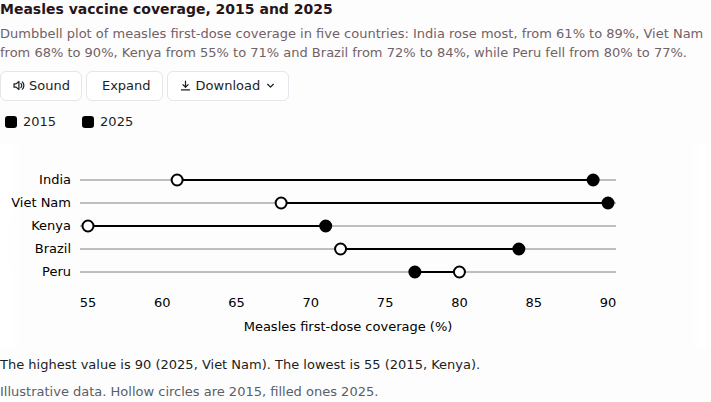 Measles vaccine coverage, 2015 and 2025
Dumbbell plot of measles first-dose coverage in five countries: India rose most, from 61% to 89%, Viet Nam
from 68% to 90%, Kenya from 55% to 71% and Brazil from 72% to 84%, while Peru fell from 80% to 77%.
Sound Expand Download
2015 2025
India
Viet Nam
Kenya
Brazil
Peru
55 60 65 70 75 80 85 90
Measles first-dose coverage (%)
The highest value is 90 (2025, Viet Nam). The lowest is 55 (2015, Kenya).
Illustrative data. Hollow circles are 2015, filled ones 2025.